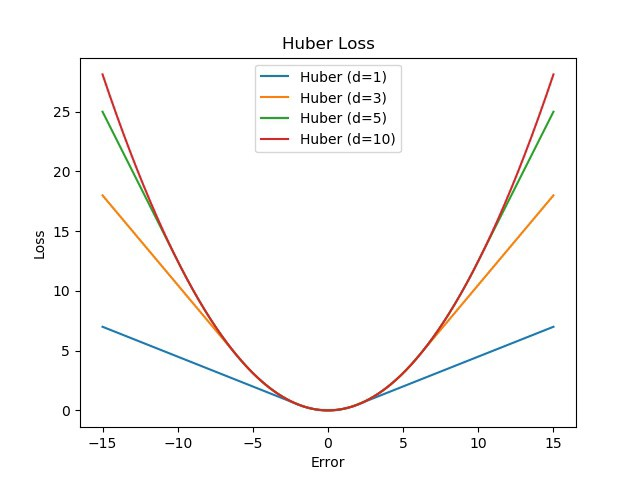 Huber Loss
Huber (d=1)
Huber (d=3)
Huber (d=5)
Huber (d=10)
25
20
15
10
5
0
Loss
−15
−10
−5
0
5
10
15
Error